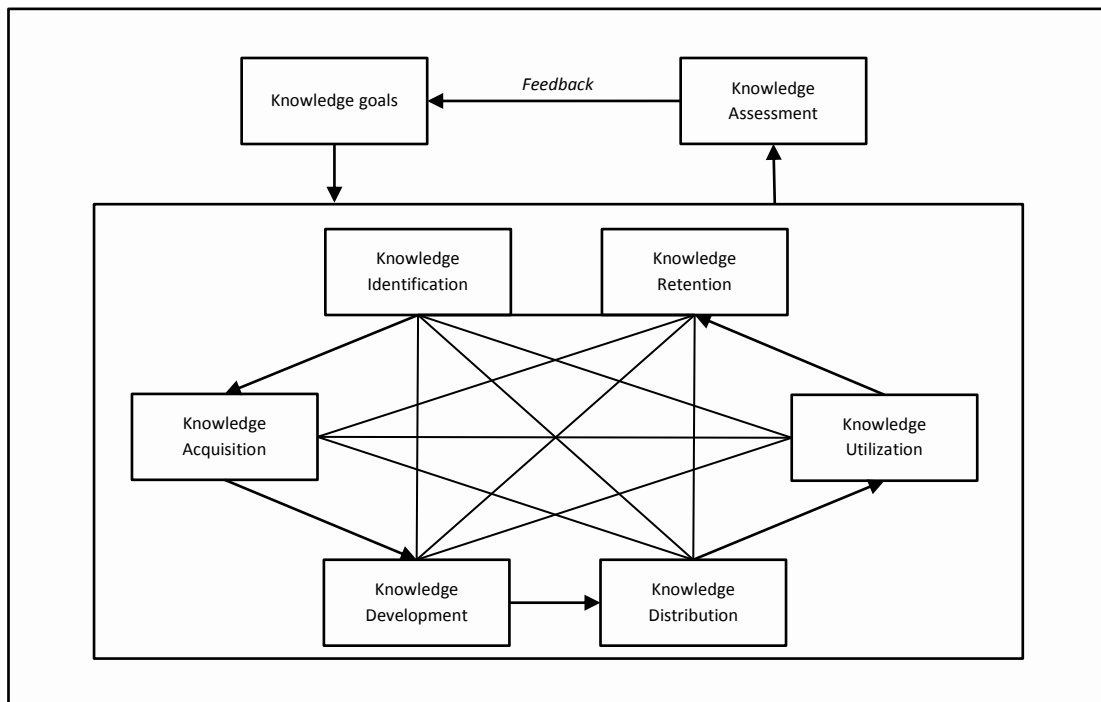 Knowledge goals
Feedback
Knowledge
Assessment
Knowledge
Identification
Knowledge
Retention
Knowledge
Acquisition
Knowledge
Utilization
Knowledge
Development
Knowledge
Distribution